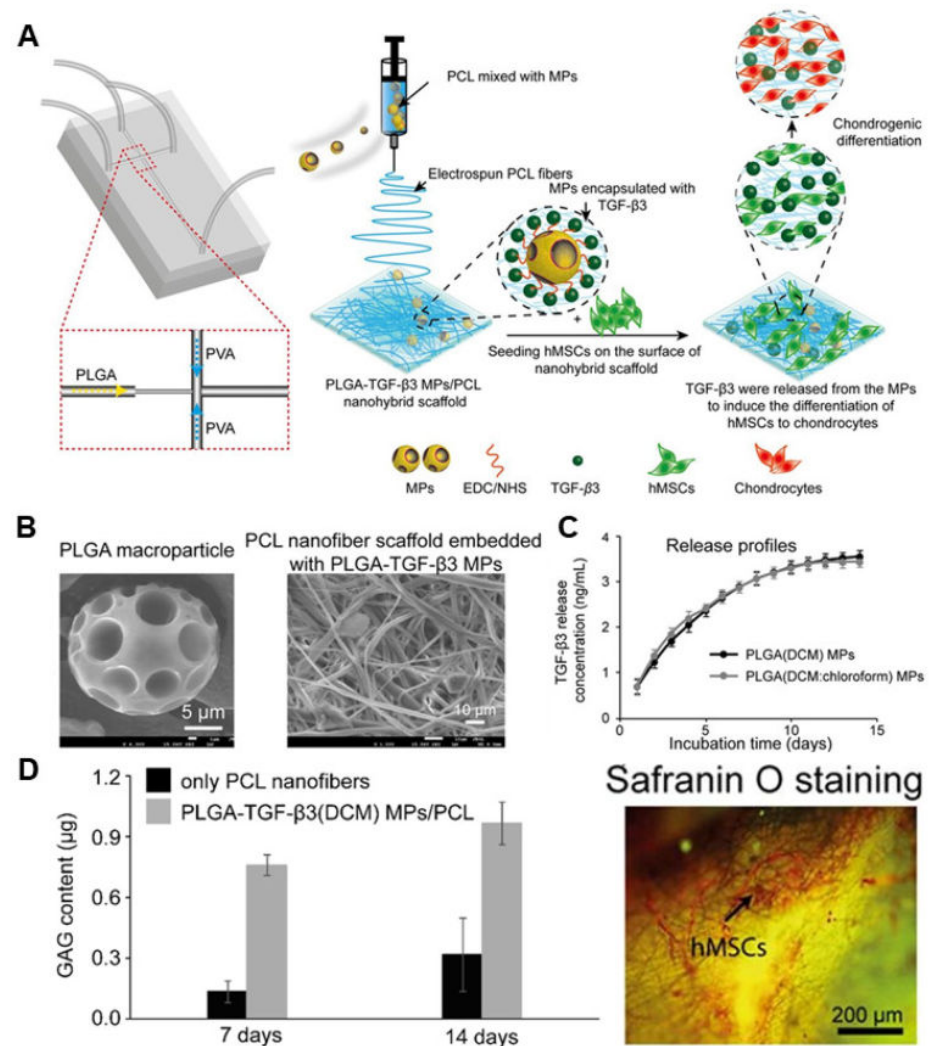 A
PCL mixed with MPs
Electrospun PCL fibers
MPs encapsulated with
TGF-β3
Chondrogenic
differentiation
PLGA
PVA
PVA
PLGA-TGF-β3 MPs/PCL
nanohybrid scaffold
+
Seeding hMSCs on the surface of
nanohybrid scaffold
TGF-β3 were released from the MPs
to induce the differentiation of
hMSCs to chondrocytes
MPs
EDC/NHS
TGF-β3
hMSCs
Chondrocytes
B
PLGA macroparticle
5 μm
PCL nanofiber scaffold embedded
with PLGA-TGF-β3 MPs
10 μm
C
Release profiles
TGF-β3 release
concentration (ng/mL)
4
3
2
1
0
PLGA(DCM) MPs
PLGA(DCM:chloroform) MPs
0
5
10
15
Incubation time (days)
D
only PCL nanofibers
PLGA-TGF-β3(DCM) MPs/PCL
GAG content (μg)
1.2
0.9
0.6
0.3
0.0
7 days
14 days
Safranin O staining
hMSCs
200 μm